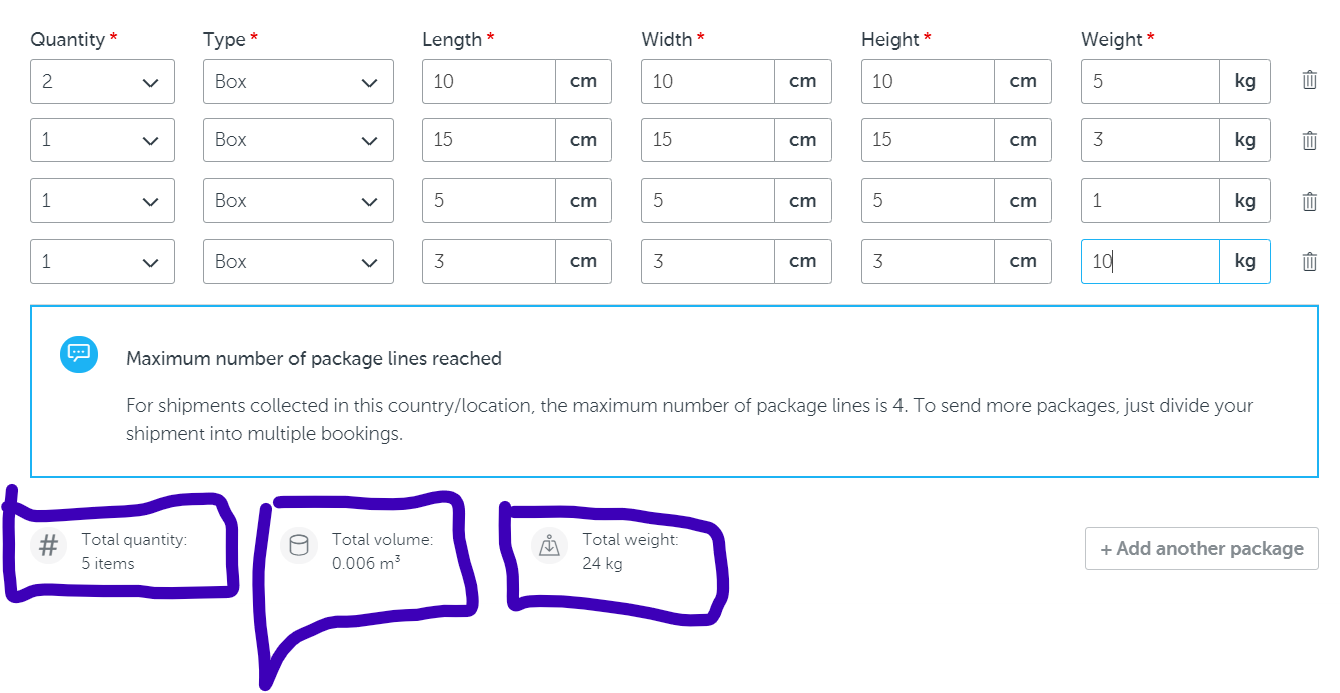 Quantity * Type * Length * Width * Height * Weight *
2 Box 10 cm 10 cm 10 cm 5 kg
1 Box 15 cm 15 cm 15 cm 3 kg
1 Box 5 cm 5 cm 5 cm 1 kg
1 Box 3 cm 3 cm 3 cm 10 kg
Maximum number of package lines reached
For shipments collected in this country/location, the maximum number of package lines is 4. To send more packages, just divide your
shipment into multiple bookings.
# Total quantity: Total volume: Total weight:
5 items 0.006 m³ 24 kg
+ Add another package